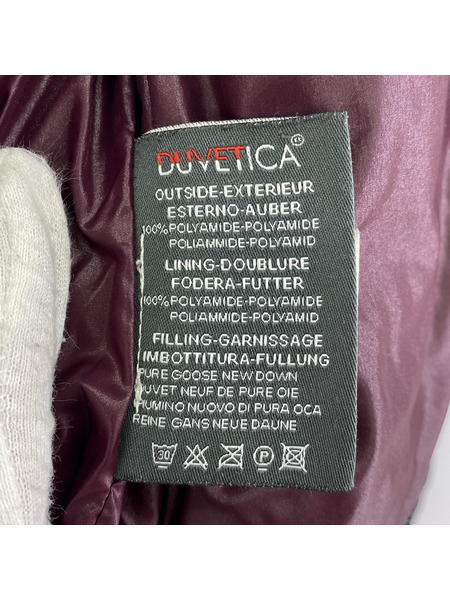 DUVETICA®
OUTSIDE-EXTERIEUR
ESTERNO-AUBER
100%POLYAMIDE-POLYAMIDE
POLIAMMIDE-POLYAMID
LINING-DOUBLURE
FODERA-FUTTER
100%POLYAMIDE-POLYAMIDE
POLIAMMIDE-POLYAMID
FILLING-GARNISSAGE
IMBOTTITURA-FULLUNG
PURE GOOSE NEW DOWN
DUVET NEUF DE PURE OIE
PIUMINO NUOVO DI PURA OCA
REINE GANS NEUE DAUNE
30 P